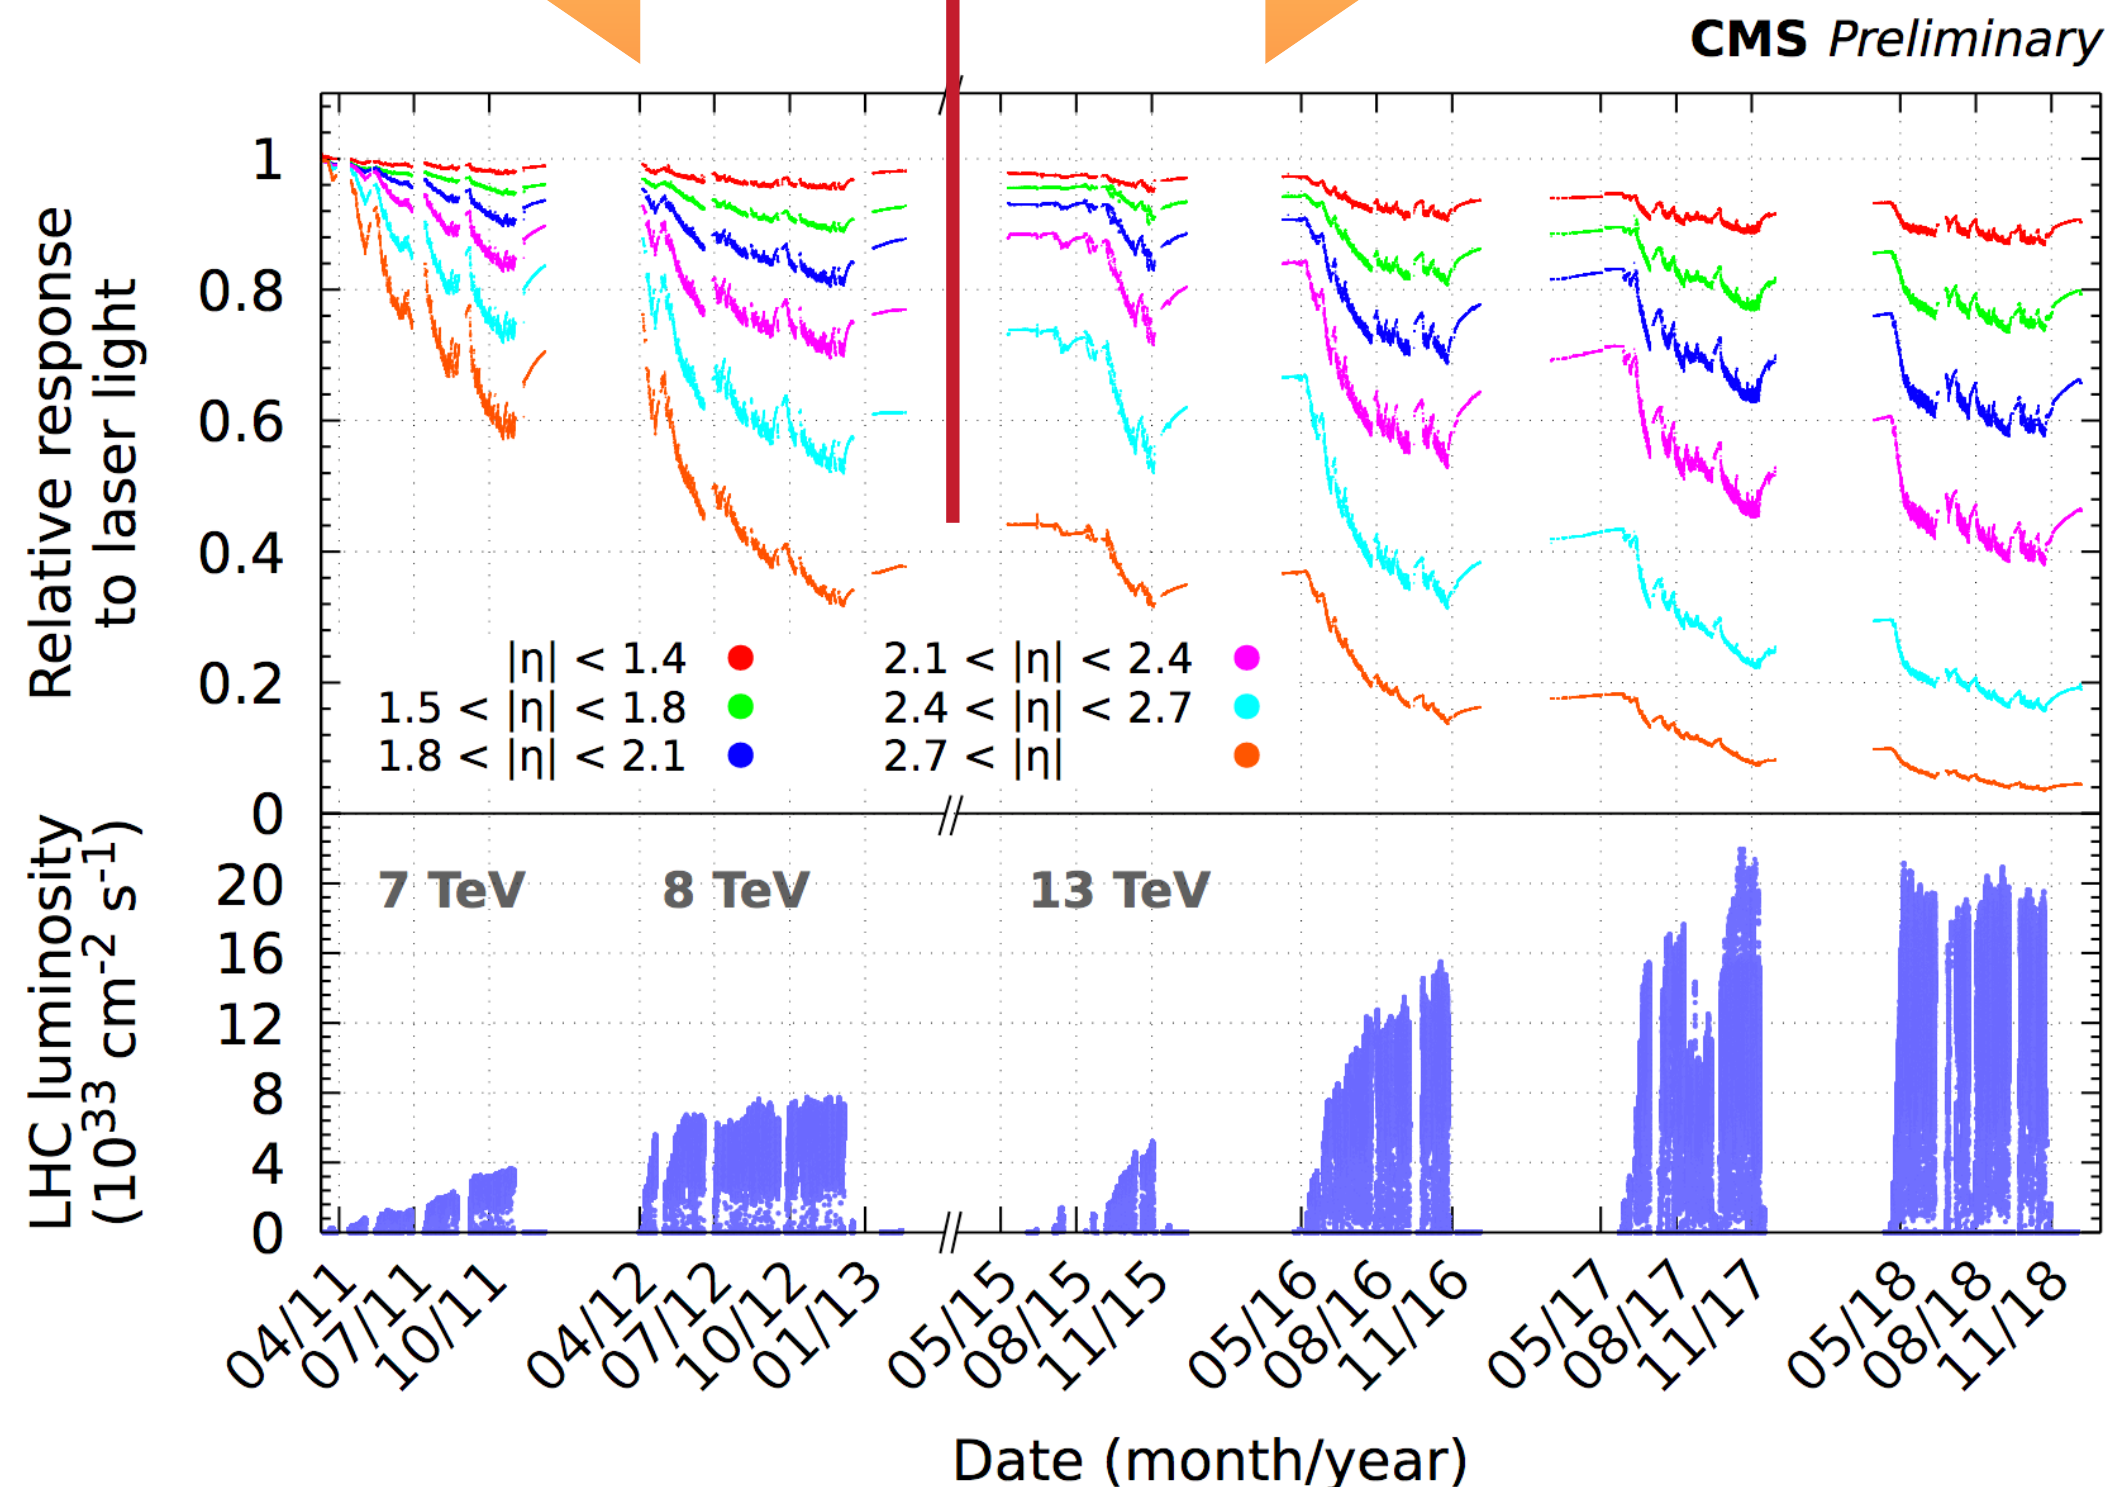 CMS Preliminary
Relative response
to laser light
1
0.8
0.6
0.4
0.2
0
|η| < 1.4
1.5 < |η| < 1.8
1.8 < |η| < 2.1
2.1 < |η| < 2.4
2.4 < |η| < 2.7
2.7 < |η|
LHC luminosity
(10³³ cm⁻² s⁻¹)
20
16
12
8
4
0
7 TeV
8 TeV
13 TeV
04/11
07/11
10/11
04/12
07/12
10/12
01/13
05/15
08/15
11/15
05/16
08/16
11/16
05/17
08/17
11/17
05/18
08/18
11/18
Date (month/year)